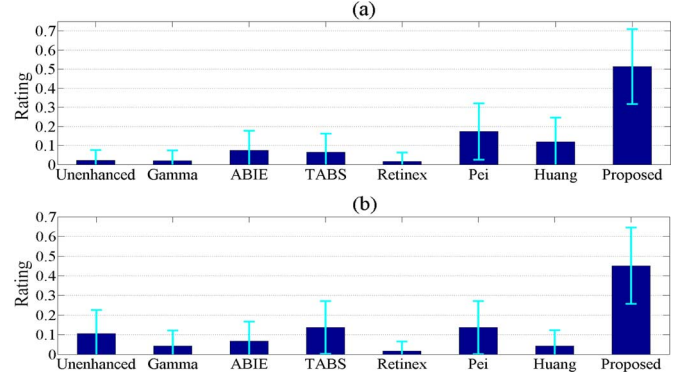 (a)
Rating
0.7
0.6
0.5
0.4
0.3
0.2
0.1
0
Unenhanced Gamma ABIE TABS Retinex Pei Huang Proposed
(b)
Rating
0.7
0.6
0.5
0.4
0.3
0.2
0.1
0
Unenhanced Gamma ABIE TABS Retinex Pei Huang Proposed